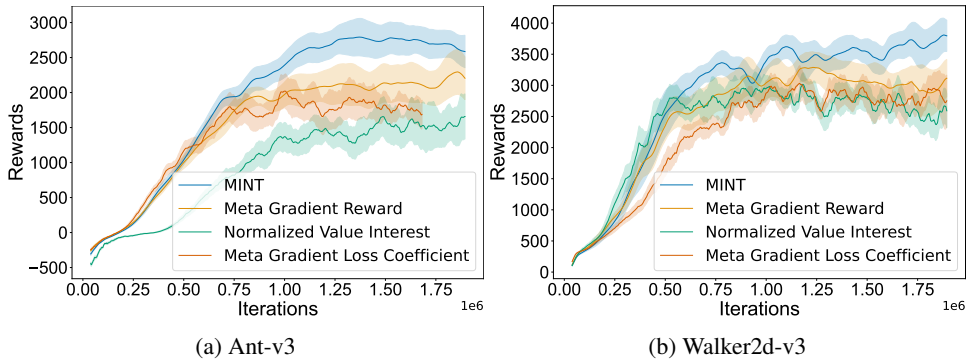 3000
2500
2000
1500
1000
500
0
−500
Rewards
MINT
Meta Gradient Reward
Normalized Value Interest
Meta Gradient Loss Coefficient
0.00 0.25 0.50 0.75 1.00 1.25 1.50 1.75
Iterations
1e6
(a) Ant-v3
4000
3500
3000
2500
2000
1500
1000
500
0
Rewards
MINT
Meta Gradient Reward
Normalized Value Interest
Meta Gradient Loss Coefficient
0.00 0.25 0.50 0.75 1.00 1.25 1.50 1.75
Iterations
1e6
(b) Walker2d-v3